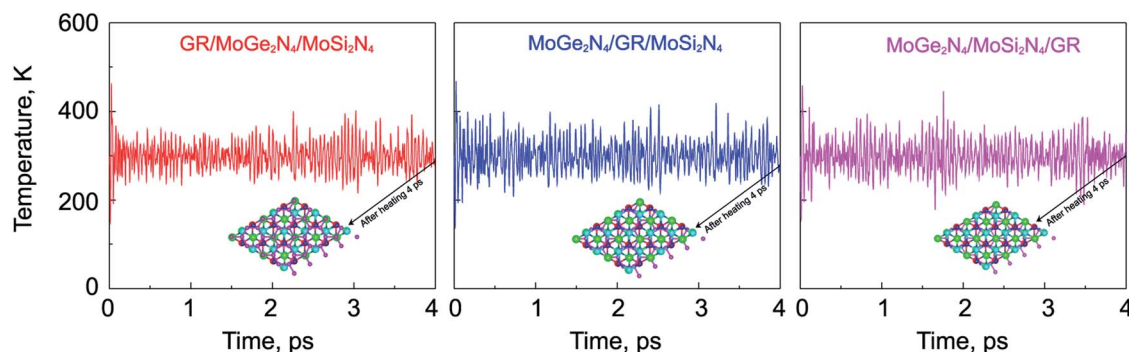 600
400
200
0
Temperature, K
GR/MoGe₂N₄/MoSi₂N₄
After heating 4 ps
0 1 2 3 4
Time, ps
MoGe₂N₄/GR/MoSi₂N₄
After heating 4 ps
0 1 2 3 4
Time, ps
MoGe₂N₄/MoSi₂N₄/GR
After heating 4 ps
0 1 2 3 4
Time, ps